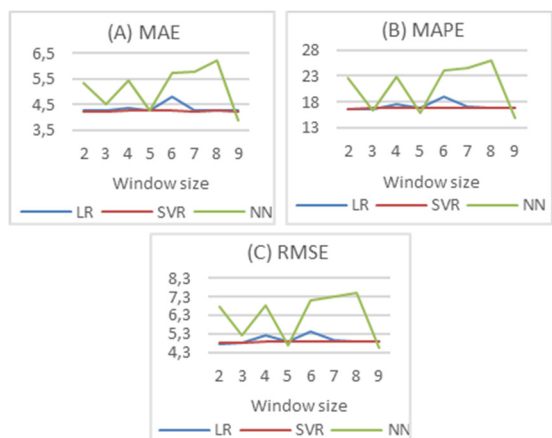 (A) MAE
6,5
5,5
4,5
3,5
2 3 4 5 6 7 8 9
Window size
LR SVR NN
(B) MAPE
28
23
18
13
2 3 4 5 6 7 8 9
Window size
LR SVR NN
(C) RMSE
8,3
7,3
6,3
5,3
4,3
2 3 4 5 6 7 8 9
Window size
LR SVR NN